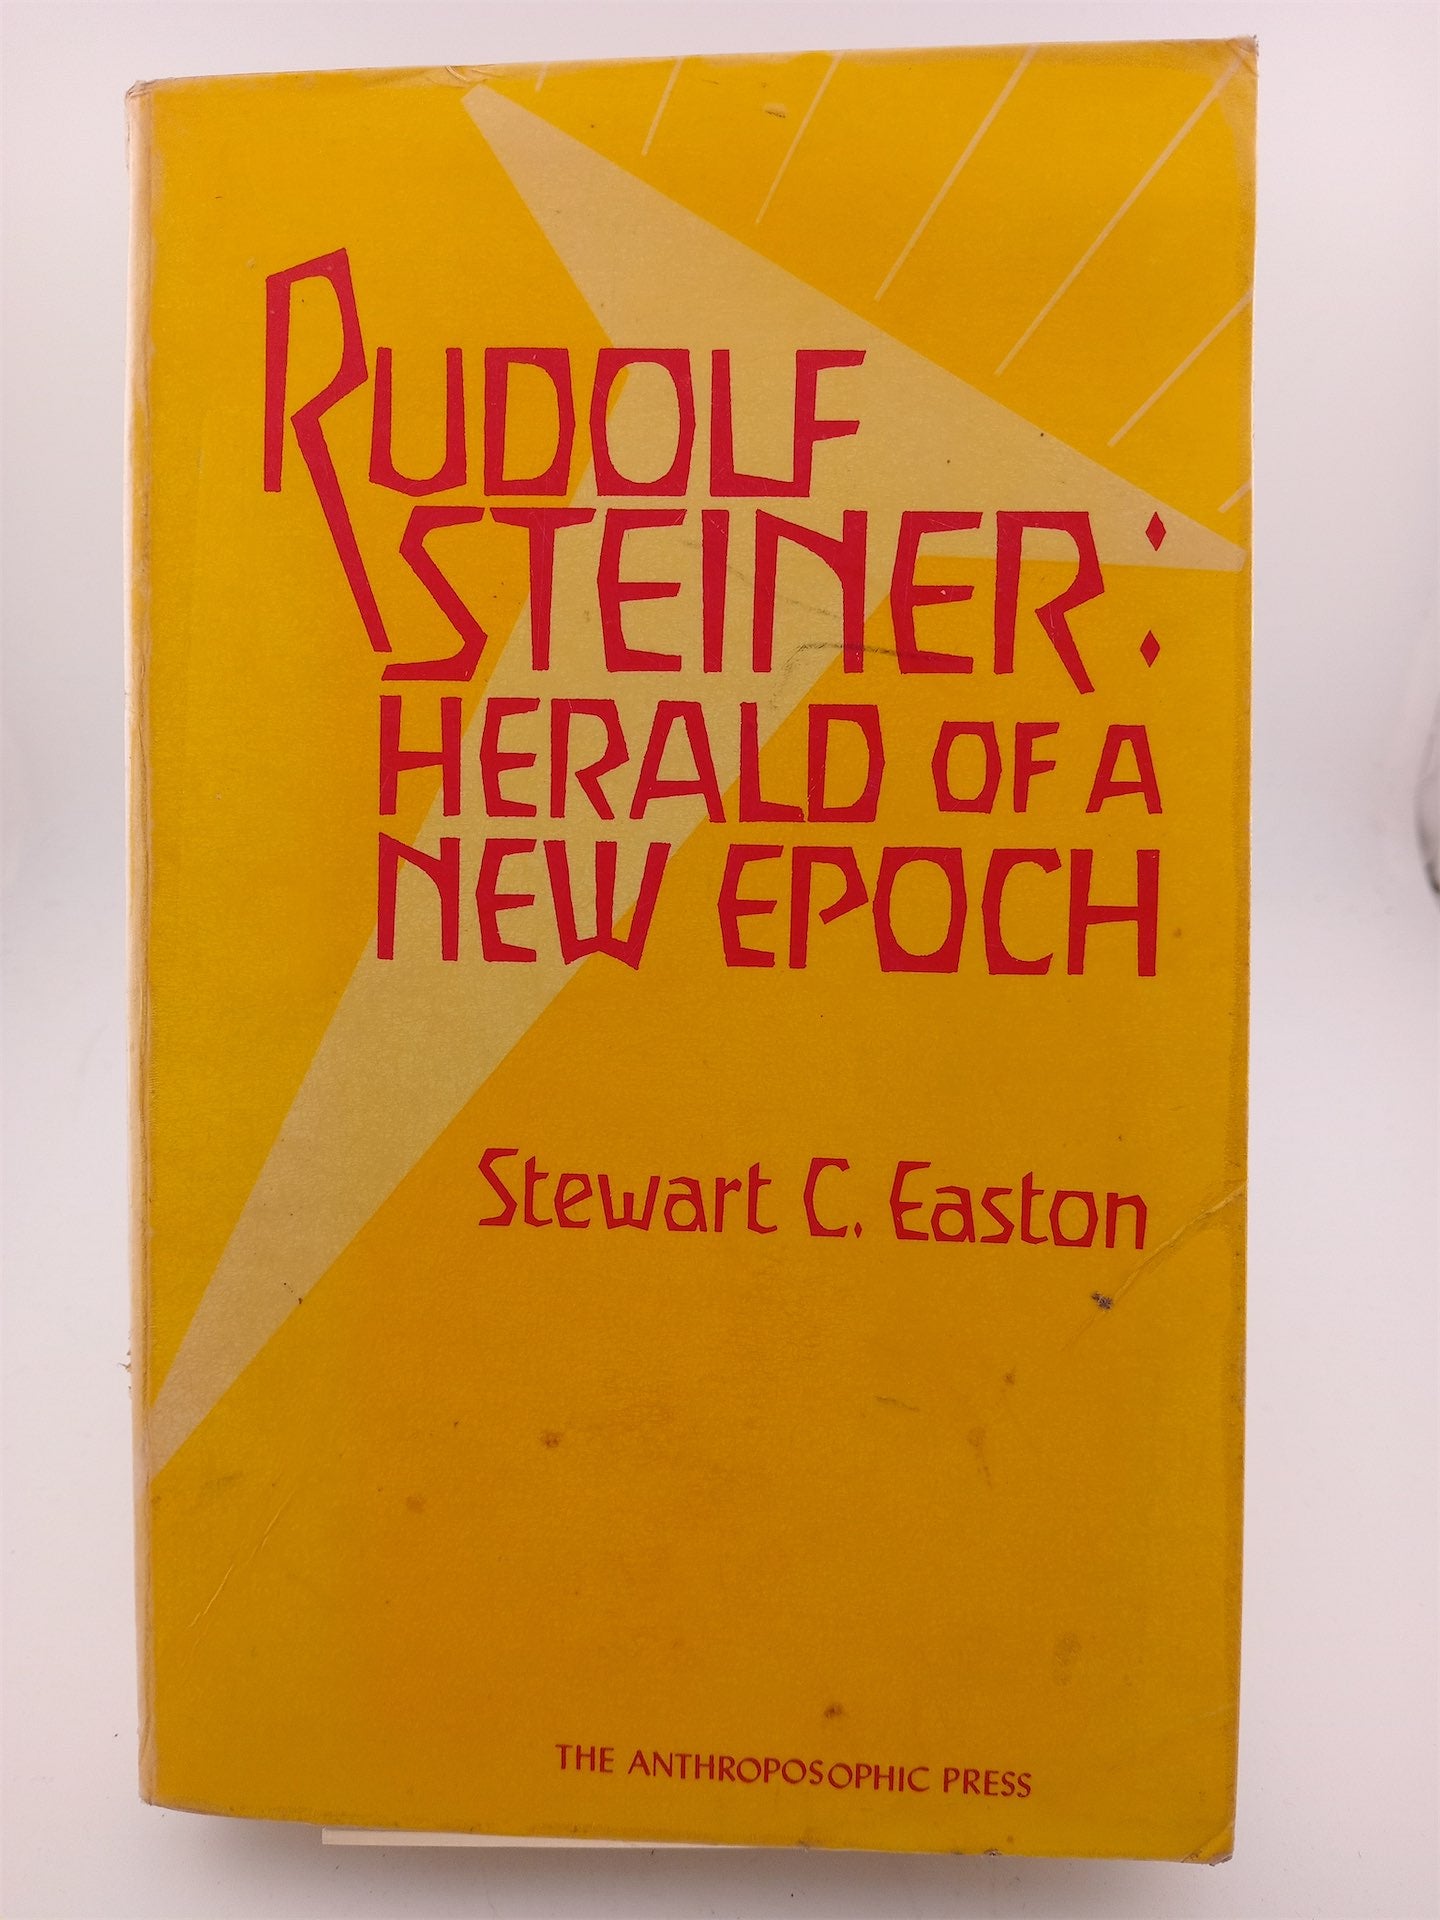 RUDOLF
STEINER:
HERALD OF A
NEW EPOCH
Stewart C. Easton
THE ANTHROPOSOPHIC PRESS